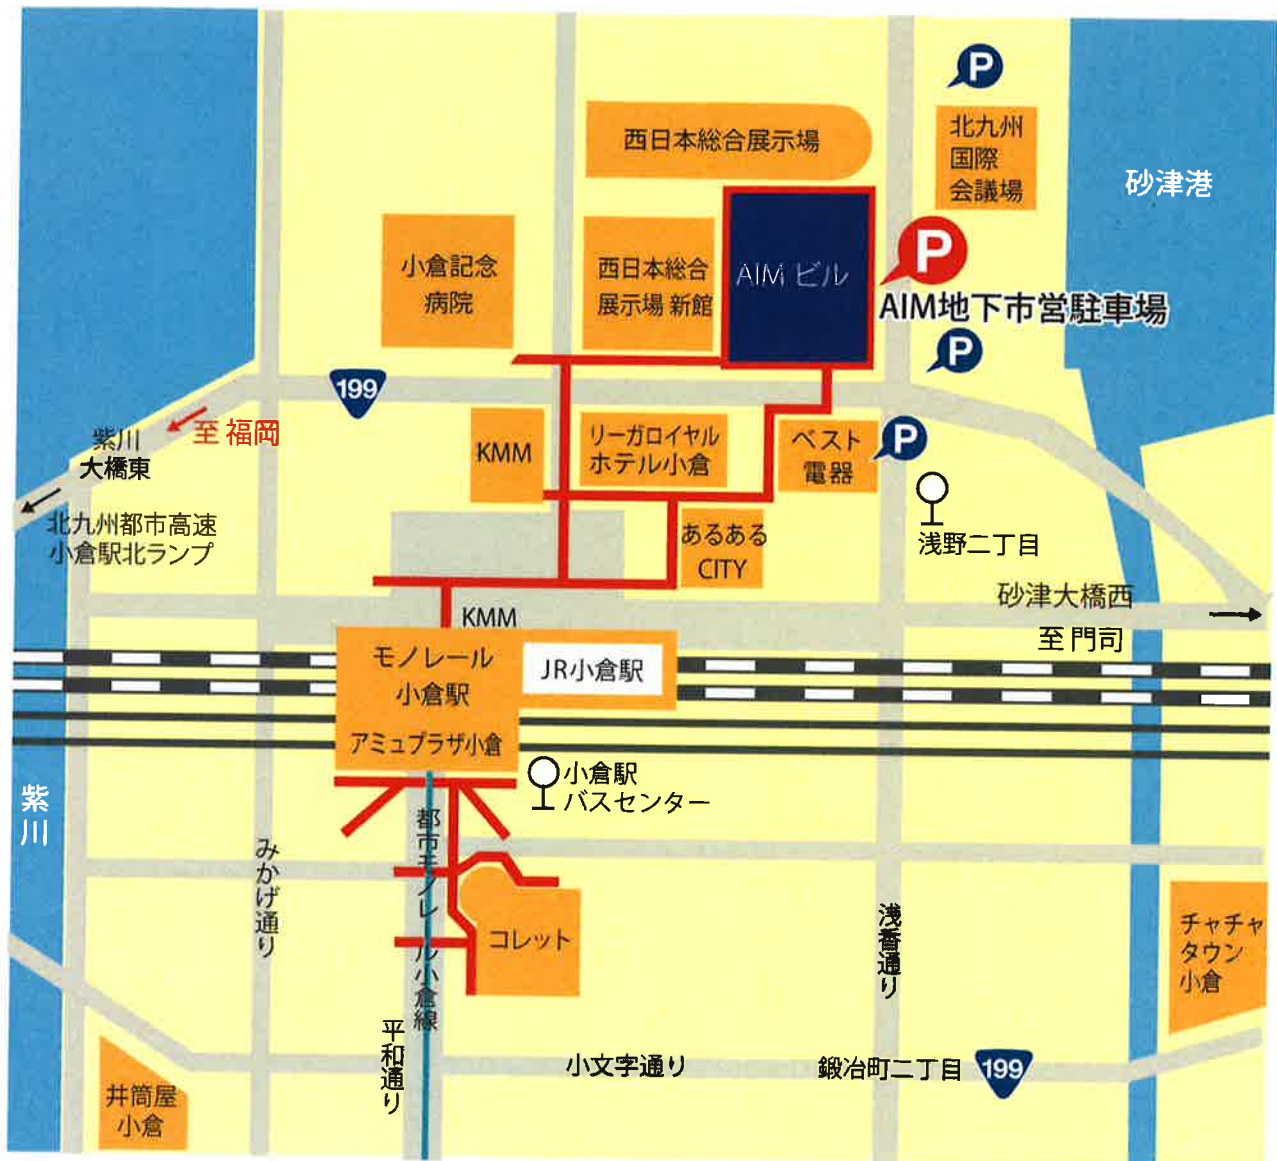 P
西日本総合展示場
北九州
国際
会議場
砂津港
小倉記念
病院
西日本総合
展示場 新館
AIM ビル
P
AIM地下市営駐車場
P
199
至 福岡
紫川
大橋東
KMM
リーガロイヤル
ホテル小倉
ベスト
電器
P
北九州都市高速
小倉駅北ランプ
あるある
CITY
浅野二丁目
砂津大橋西
至 門司
KMM
モノレール
小倉駅
JR小倉駅
アミュプラザ小倉
小倉駅
バスセンター
紫川
みかげ通り
都市モノレール小倉線
コレット
浅香通り
チャチャ
タウン
小倉
平和通り
小文字通り
鍛冶町二丁目
199
井筒屋
小倉